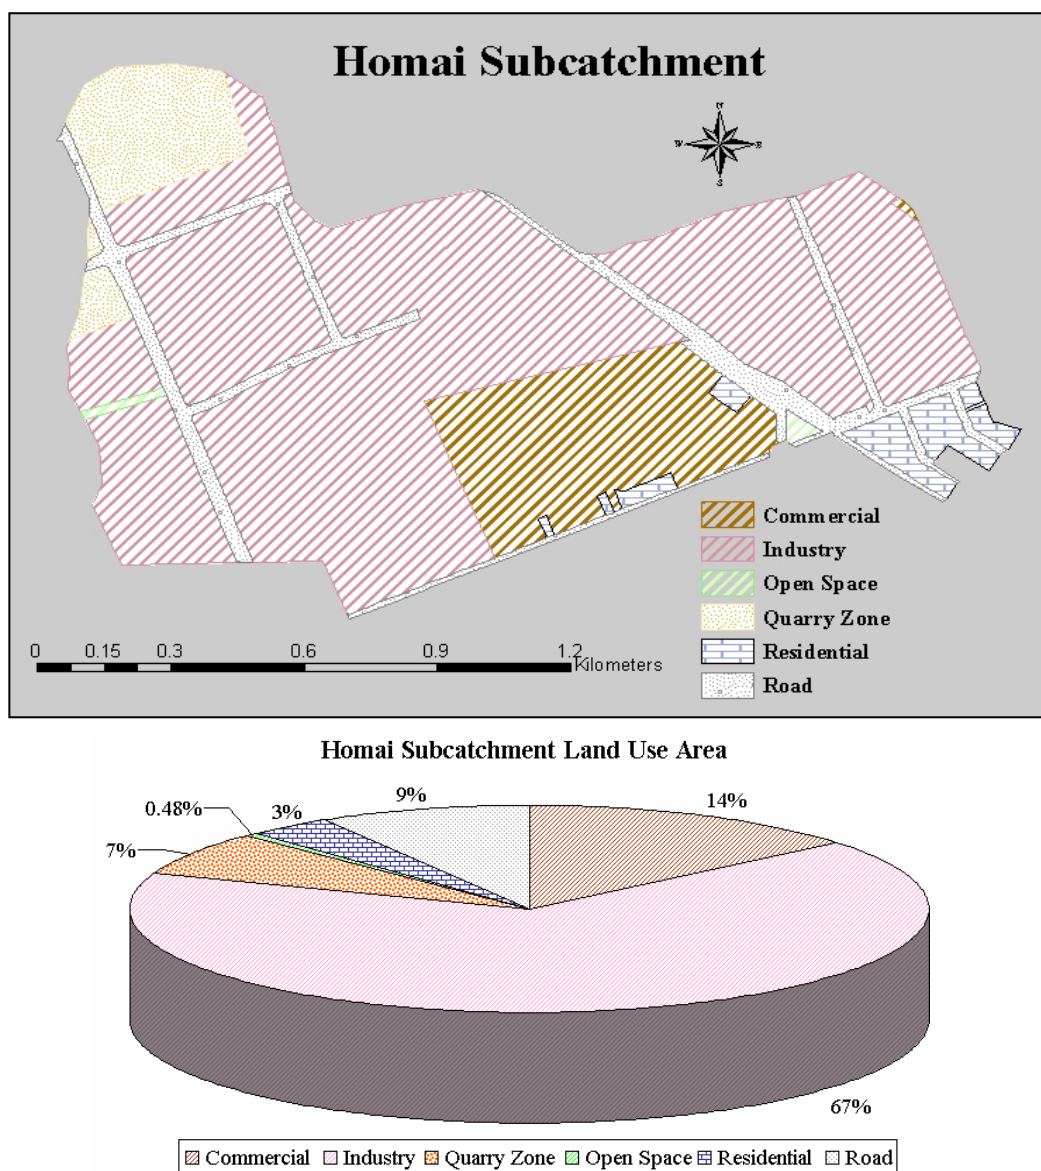 Homai Subcatchment
N
W
E
S
Commercial
Industry
Open Space
Quarry Zone
Residential
Road
0 0.15 0.3 0.6 0.9 1.2
Kilometers
Homai Subcatchment Land Use Area
0.48%
3%
9%
14%
7%
67%
Commercial Industry Quarry Zone Open Space Residential Road